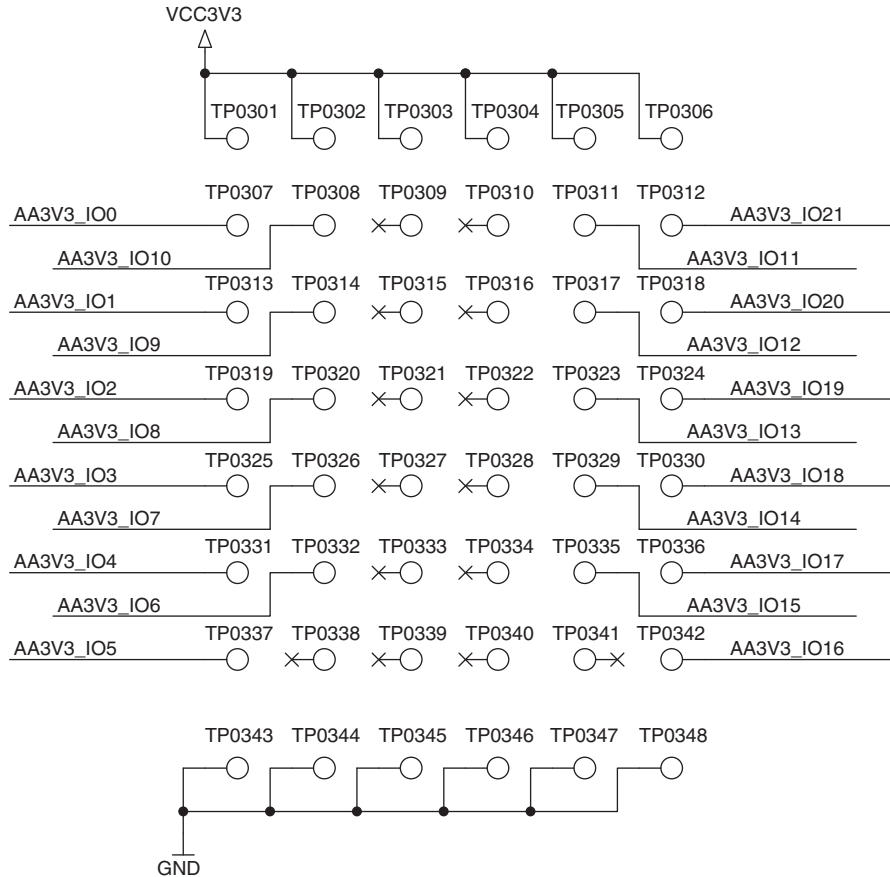 VCC3V3
TP0301 TP0302 TP0303 TP0304 TP0305 TP0306
TP0307 TP0308 TP0309 TP0310 TP0311 TP0312
AA3V3_IO0 AA3V3_IO21
AA3V3_IO10 AA3V3_IO11
TP0313 TP0314 TP0315 TP0316 TP0317 TP0318
AA3V3_IO1 AA3V3_IO20
AA3V3_IO9 AA3V3_IO12
TP0319 TP0320 TP0321 TP0322 TP0323 TP0324
AA3V3_IO2 AA3V3_IO19
AA3V3_IO8 AA3V3_IO13
TP0325 TP0326 TP0327 TP0328 TP0329 TP0330
AA3V3_IO3 AA3V3_IO18
AA3V3_IO7 AA3V3_IO14
TP0331 TP0332 TP0333 TP0334 TP0335 TP0336
AA3V3_IO4 AA3V3_IO17
AA3V3_IO6 AA3V3_IO15
TP0337 TP0338 TP0339 TP0340 TP0341 TP0342
AA3V3_IO5 AA3V3_IO16
TP0343 TP0344 TP0345 TP0346 TP0347 TP0348
GND